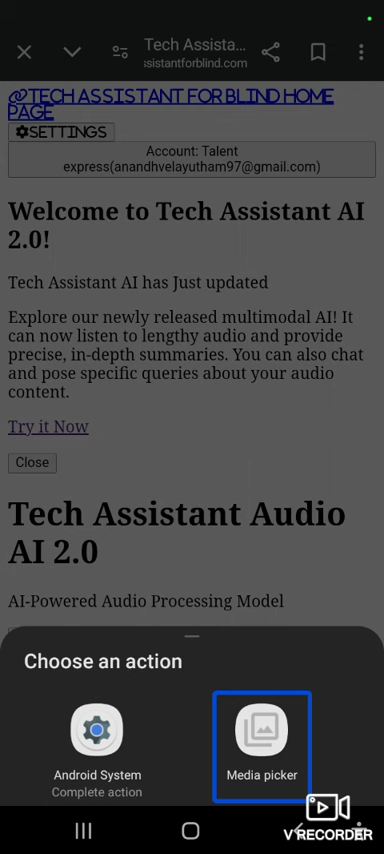 Tech Assista...
sistantforblind.com
TECH ASSISTANT FOR BLIND HOME
PAGE
SETTINGS
Account: Talent
express(anandhvelayutham97@gmail.com)
Welcome to Tech Assistant AI
2.0!
Tech Assistant AI has Just updated
Explore our newly released multimodal AI! It
can now listen to lengthy audio and provide
precise, in-depth summaries. You can also chat
and pose specific queries about your audio
content.
Try it Now
Close
Tech Assistant Audio
AI 2.0
AI-Powered Audio Processing Model
Choose an action
Android System
Complete action
Media picker
V RECORDER